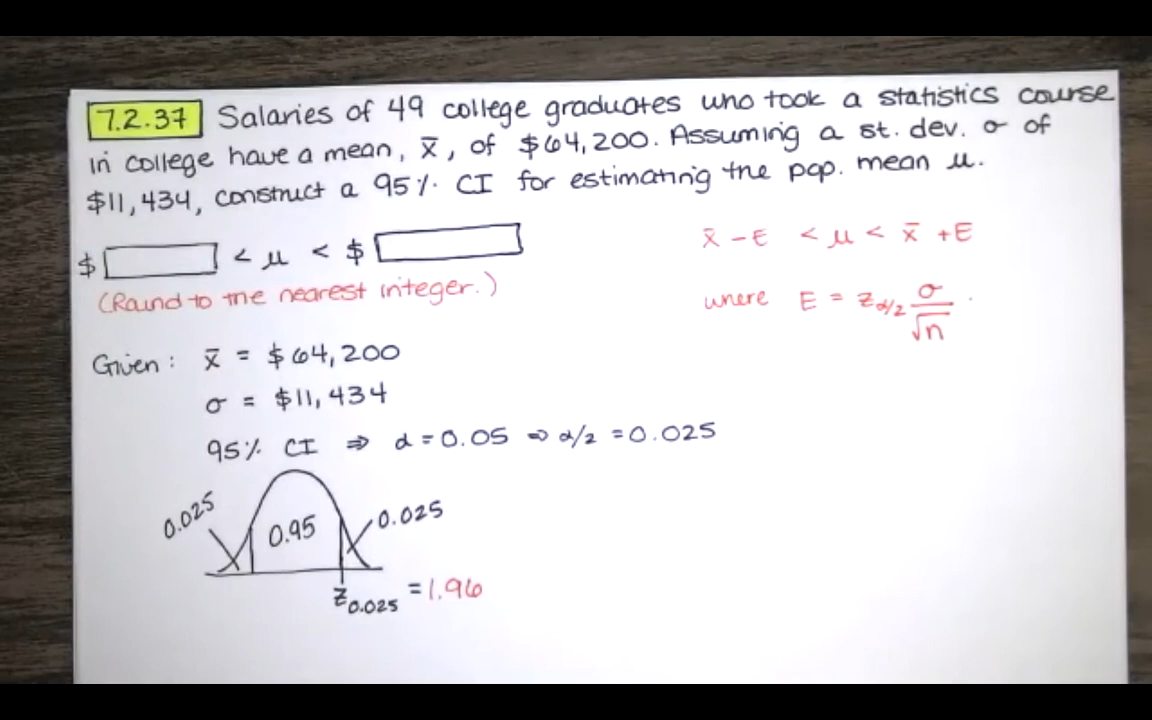 7.2.37 Salaries of 49 college graduates who took a statistics course
in college have a mean, x̄, of $64,200. Assuming a st. dev. σ of
$11,434, construct a 95% CI for estimating the pop. mean μ.
$ < μ < $
(Round to the nearest integer.)
x̄ - E < μ < x̄ + E
where E = z α/2 σ/√n.
Given: x̄ = $64,200
σ = $11,434
95% CI ⇒ α = 0.05 ⇒ α/2 = 0.025
0.025 0.95 0.025
z 0.025 = 1.96